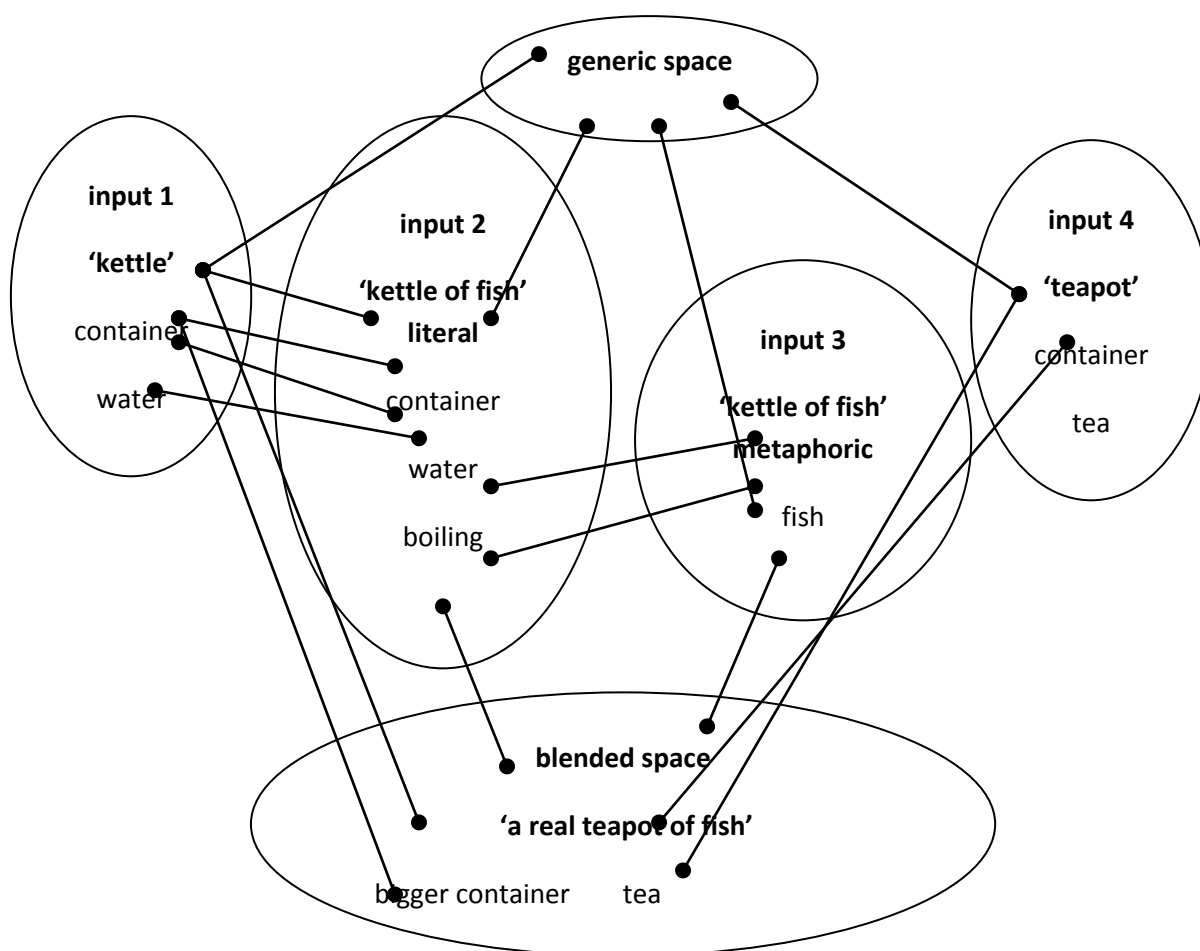 generic space
input 1
‘kettle’
container
water
input 2
‘kettle of fish’
literal
container
water
boiling
input 3
‘kettle of fish’
metaphoric
fish
input 4
‘teapot’
container
tea
blended space
‘a real teapot of fish’
bigger container tea